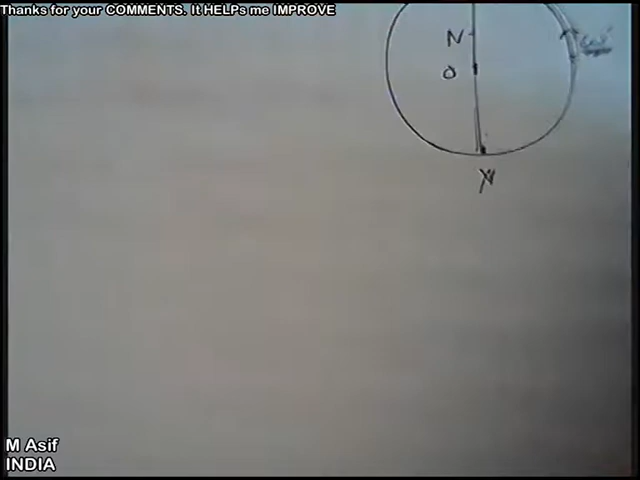 Thanks for your COMMENTS. It HELPs me IMPROVE
N
O
M Asif
INDIA